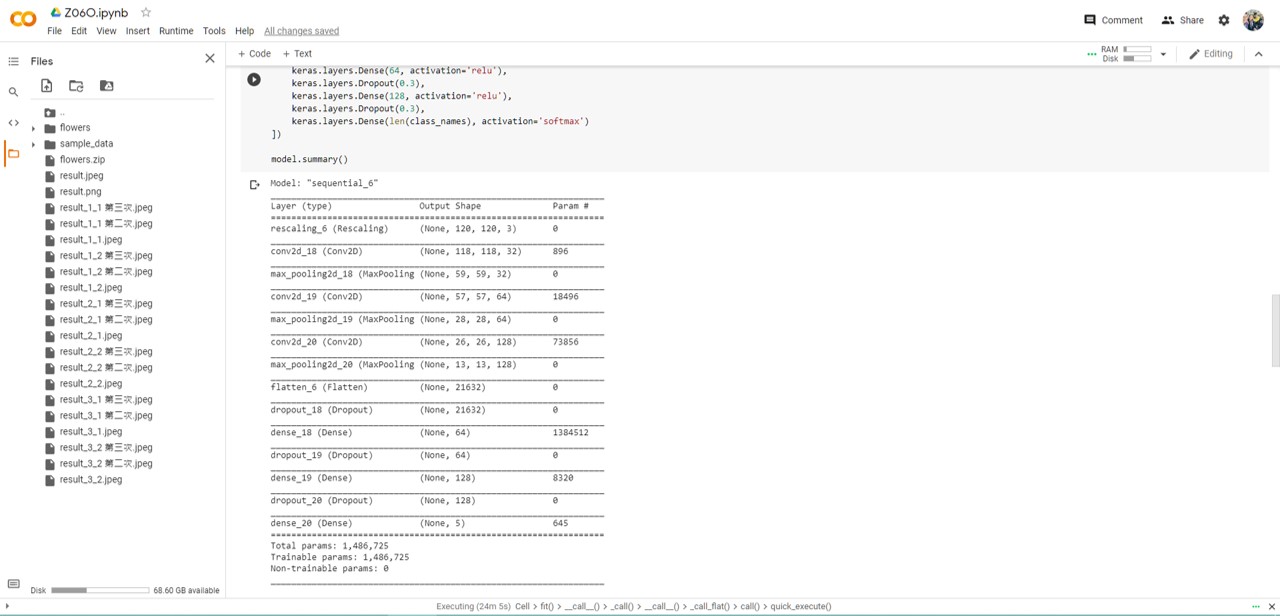 Z06O.ipynb
File Edit View Insert Runtime Tools Help All changes saved
Comment Share
Files
+ Code + Text
RAM
Disk
Editing
..
flowers
sample_data
flowers.zip
result.jpeg
result.png
result_1_1 第三次.jpeg
result_1_1 第二次.jpeg
result_1_1.jpeg
result_1_2 第三次.jpeg
result_1_2 第二次.jpeg
result_1_2.jpeg
result_2_1 第三次.jpeg
result_2_1 第二次.jpeg
result_2_1.jpeg
result_2_2 第三次.jpeg
result_2_2 第二次.jpeg
result_2_2.jpeg
result_3_1 第三次.jpeg
result_3_1 第二次.jpeg
result_3_1.jpeg
result_3_2 第三次.jpeg
result_3_2 第二次.jpeg
result_3_2.jpeg
Disk 68.60 GB available
keras.layers.Dense(64, activation='relu'),
keras.layers.Dropout(0.3),
keras.layers.Dense(128, activation='relu'),
keras.layers.Dropout(0.3),
keras.layers.Dense(len(class_names), activation='softmax')
])
model.summary()
Model: "sequential_6"
Layer (type) Output Shape Param #
rescaling_6 (Rescaling) (None, 120, 120, 3) 0
conv2d_18 (Conv2D) (None, 118, 118, 32) 896
max_pooling2d_18 (MaxPooling (None, 59, 59, 32) 0
conv2d_19 (Conv2D) (None, 57, 57, 64) 18496
max_pooling2d_19 (MaxPooling (None, 28, 28, 64) 0
conv2d_20 (Conv2D) (None, 26, 26, 128) 73856
max_pooling2d_20 (MaxPooling (None, 13, 13, 128) 0
flatten_6 (Flatten) (None, 21632) 0
dropout_18 (Dropout) (None, 21632) 0
dense_18 (Dense) (None, 64) 1384512
dropout_19 (Dropout) (None, 64) 0
dense_19 (Dense) (None, 128) 8320
dropout_20 (Dropout) (None, 128) 0
dense_20 (Dense) (None, 5) 645
Total params: 1,486,725
Trainable params: 1,486,725
Non-trainable params: 0
Executing (24m 5s) Cell > fit() > __call__() > _call() > __call__() > _call_flat() > call() > quick_execute()